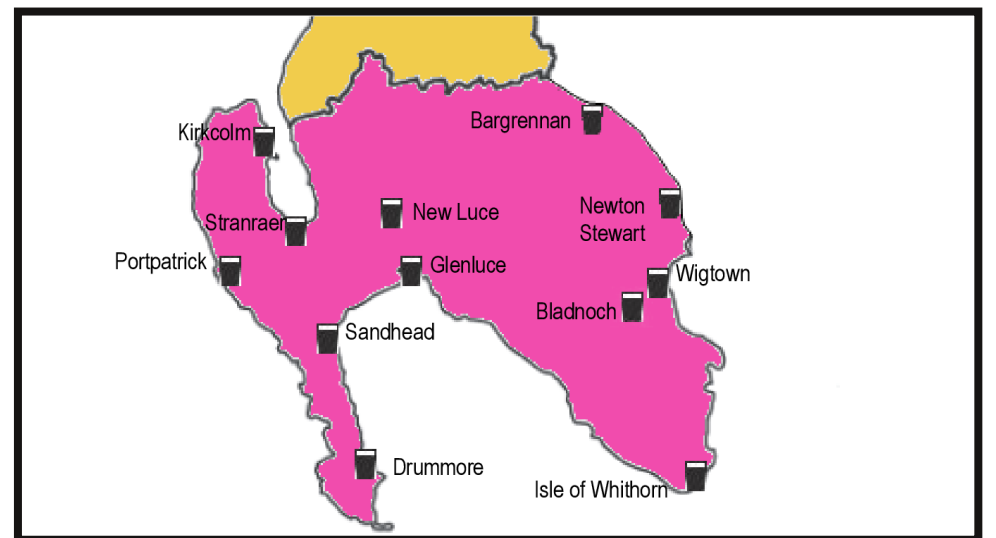 Bargrennan
Kirkcolm
New Luce
Newton
Stewart
Stranraer
Portpatrick
Glenluce
Wigtown
Bladnoch
Sandhead
Drummore
Isle of Whithorn